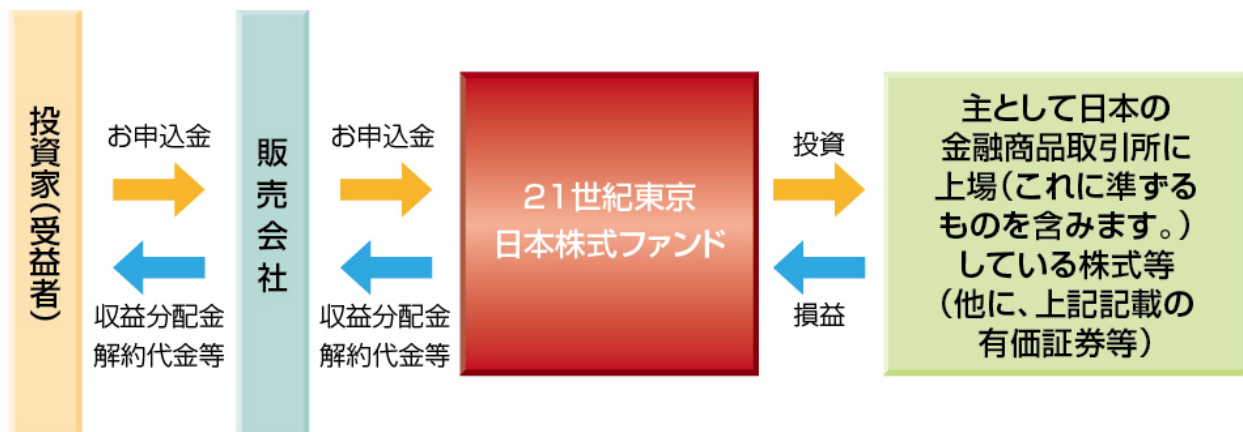 投資家(受益者)
お申込金
収益分配金
解約代金等
販売会社
お申込金
収益分配金
解約代金等
21世紀東京
日本株式ファンド
投資
損益
主として日本の
金融商品取引所に
上場(これに準ずる
ものを含みます。)
している株式等
(他に、上記記載の
有価証券等)